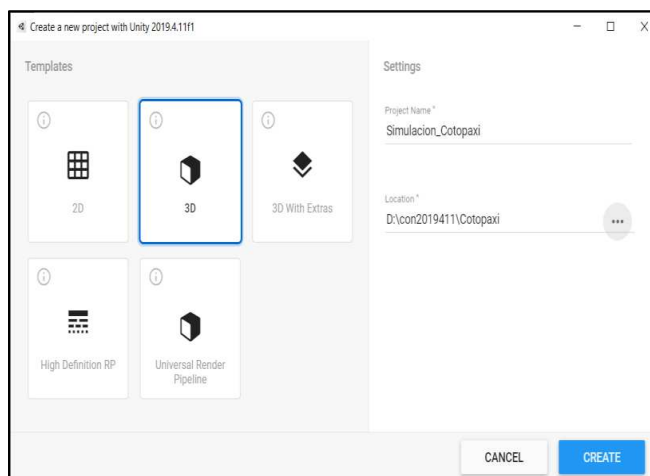 Create a new project with Unity 2019.4.11f1
Templates
2D
3D
3D With Extras
High Definition RP
Universal Render
Pipeline
Settings
Project Name *
Simulacion_Cotopaxi
Location *
D:\con2019411\Cotopaxi
CANCEL
CREATE